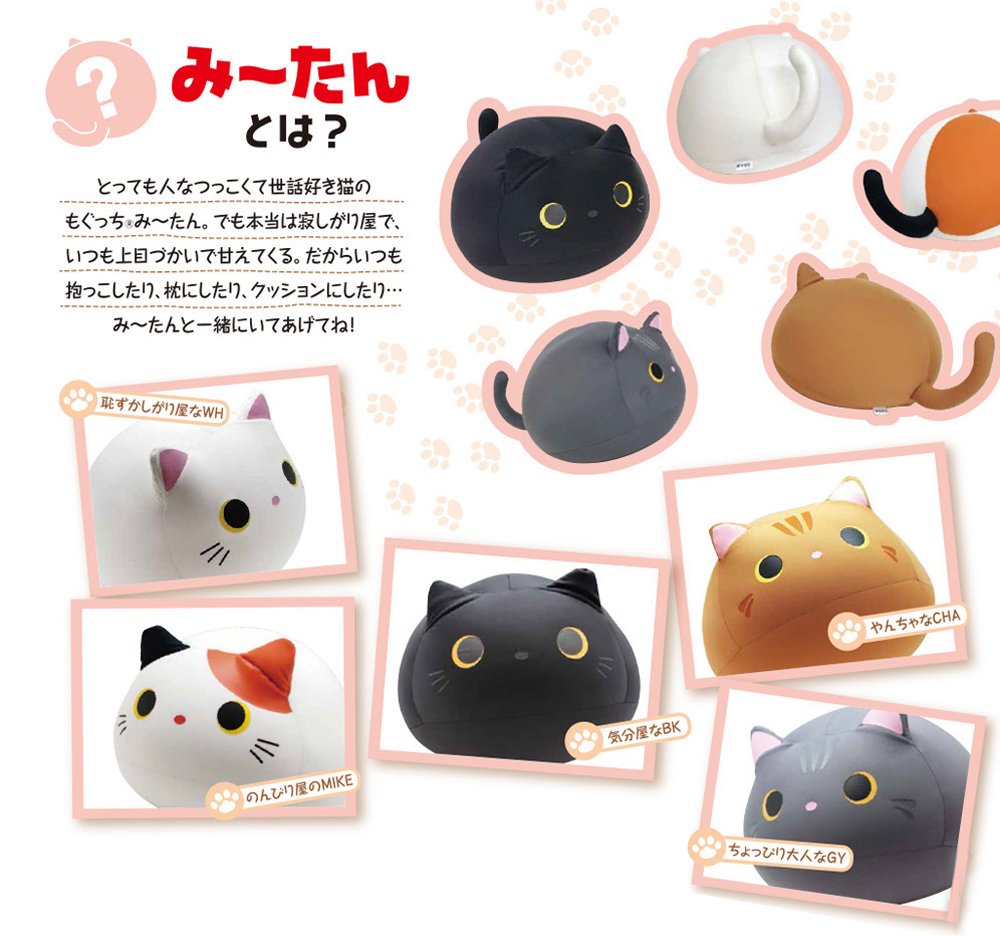 ?
み〜たん
とは？
とっても人なつっこくて世話好き猫の
もぐっち®み〜たん。でも本当は寂しがり屋で、
いつも上目づかいで甘えてくる。だからいつも
抱っこしたり、枕にしたり、クッションにしたり…
み〜たんと一緒にいてあげてね!
恥ずかしがり屋なWH
やんちゃなCHA
気分屋なBK
のんびり屋のMIKE
ちょっぴり大人なGY